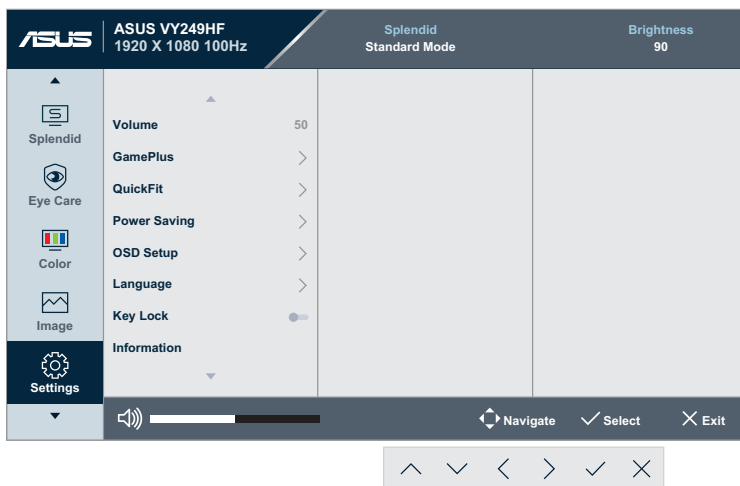 ASUS
ASUS VY249HF
1920 X 1080 100Hz
Splendid
Standard Mode
Brightness
90
Splendid
Eye Care
Color
Image
Settings
Volume 50
GamePlus
QuickFit
Power Saving
OSD Setup
Language
Key Lock
Information
Navigate Select Exit